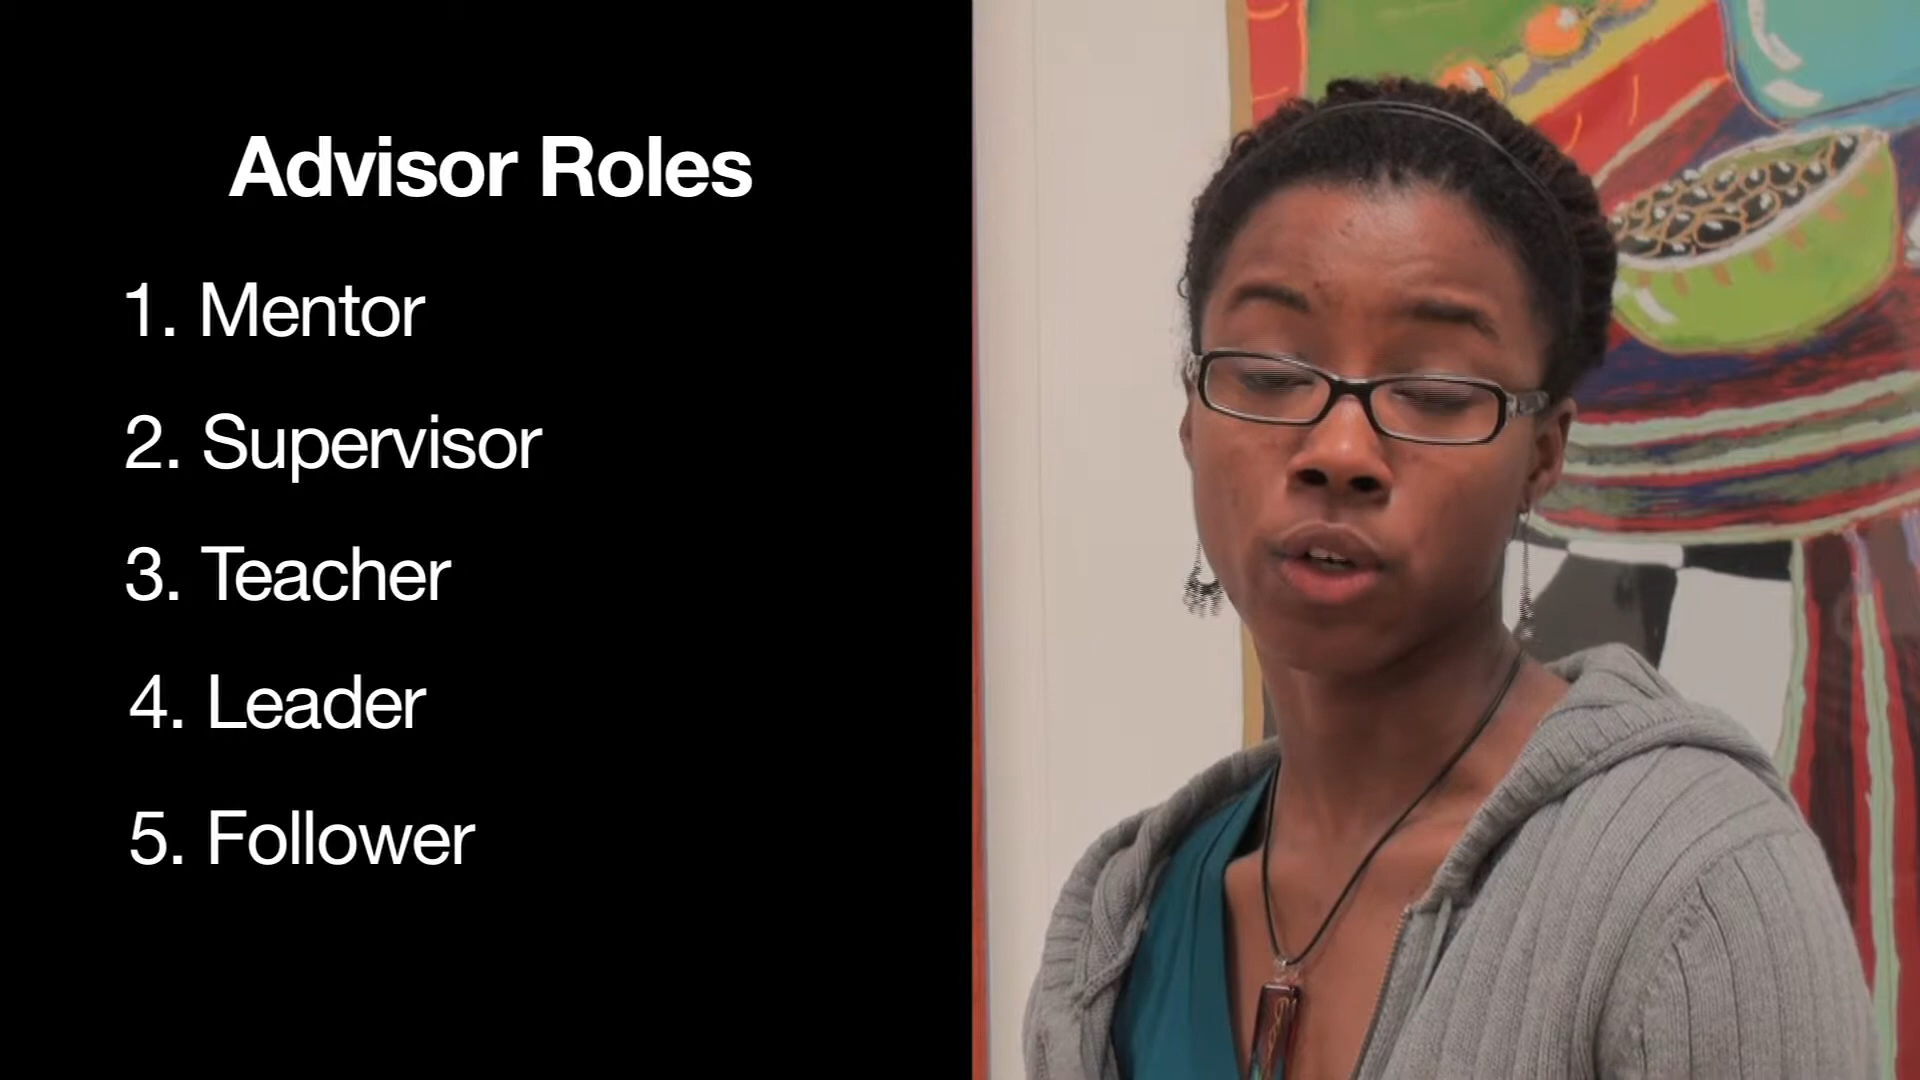 Advisor Roles
1. Mentor
2. Supervisor
3. Teacher
4. Leader
5. Follower